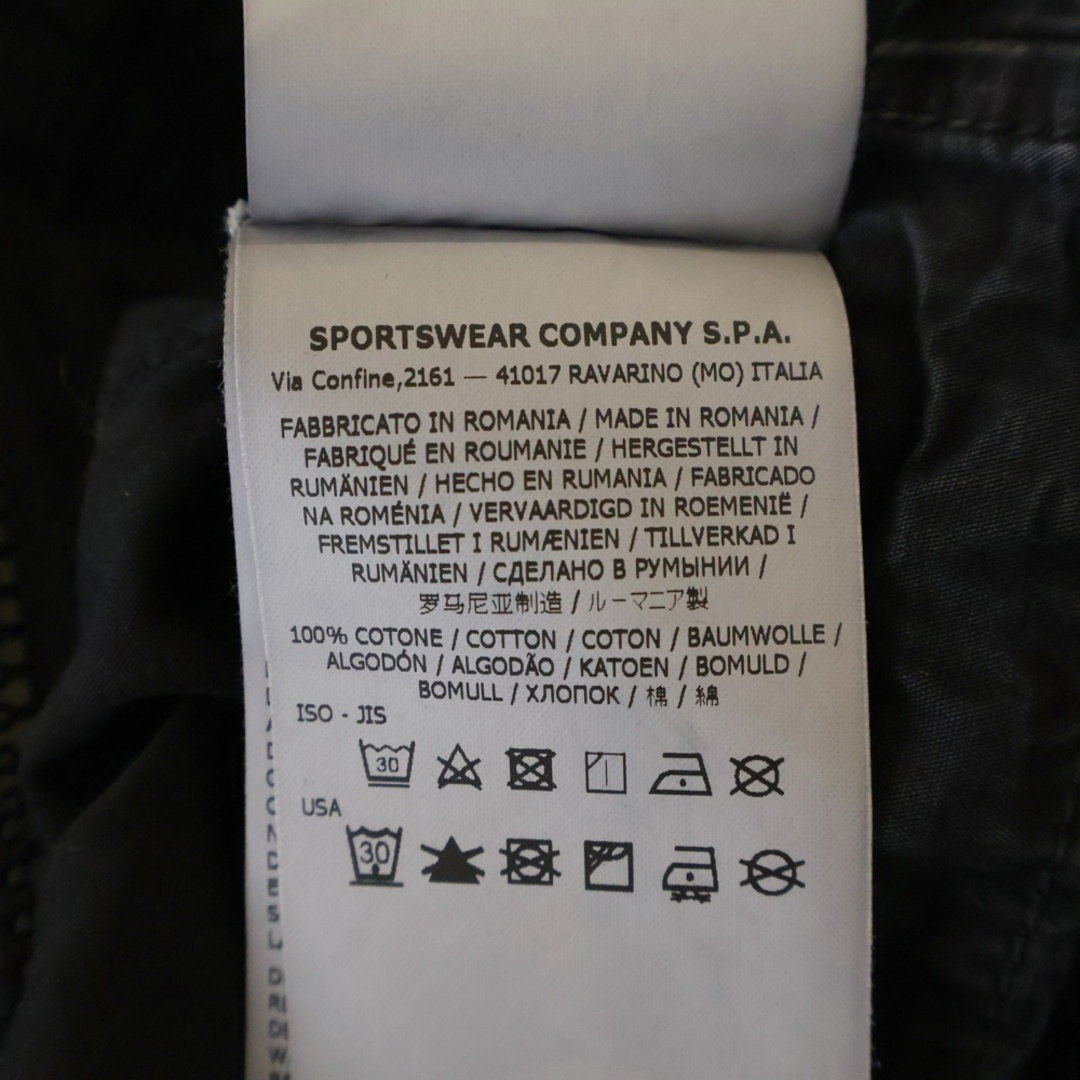 SPORTSWEAR COMPANY S.P.A.
Via Confine,2161 — 41017 RAVARINO (MO) ITALIA
FABBRICATO IN ROMANIA / MADE IN ROMANIA /
FABRIQUÉ EN ROUMANIE / HERGESTELLT IN
RUMÄNIEN / HECHO EN RUMANIA / FABRICADO
NA ROMÉNIA / VERVAARDIGD IN ROEMENIË /
FREMSTILLET I RUMÆNIEN / TILLVERKAD I
RUMÄNIEN / СДЕЛАНО В РУМЫНИИ /
罗马尼亚制造 / ルーマニア製
100% COTONE / COTTON / COTON / BAUMWOLLE /
ALGODÓN / ALGODÃO / KATOEN / BOMULD /
BOMULL / ХЛОПОК / 棉 / 綿
ISO - JIS
30
USA
30